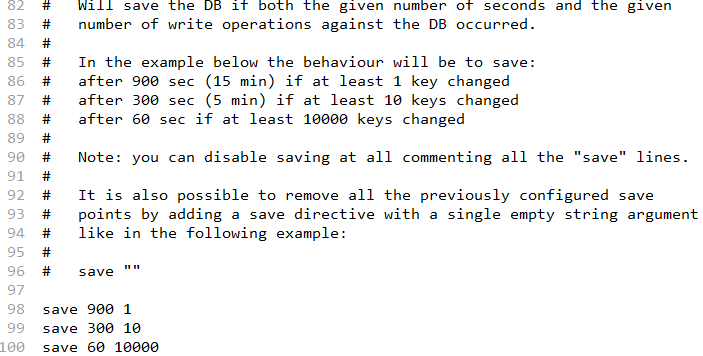 82 # Will save the DB if both the given number of seconds and the given
83 # number of write operations against the DB occurred.
84 #
85 # In the example below the behaviour will be to save:
86 # after 900 sec (15 min) if at least 1 key changed
87 # after 300 sec (5 min) if at least 10 keys changed
88 # after 60 sec if at least 10000 keys changed
89 #
90 # Note: you can disable saving at all commenting all the "save" lines.
91 #
92 # It is also possible to remove all the previously configured save
93 # points by adding a save directive with a single empty string argument
94 # like in the following example:
95 #
96 # save ""
97
98 save 900 1
99 save 300 10
100 save 60 10000